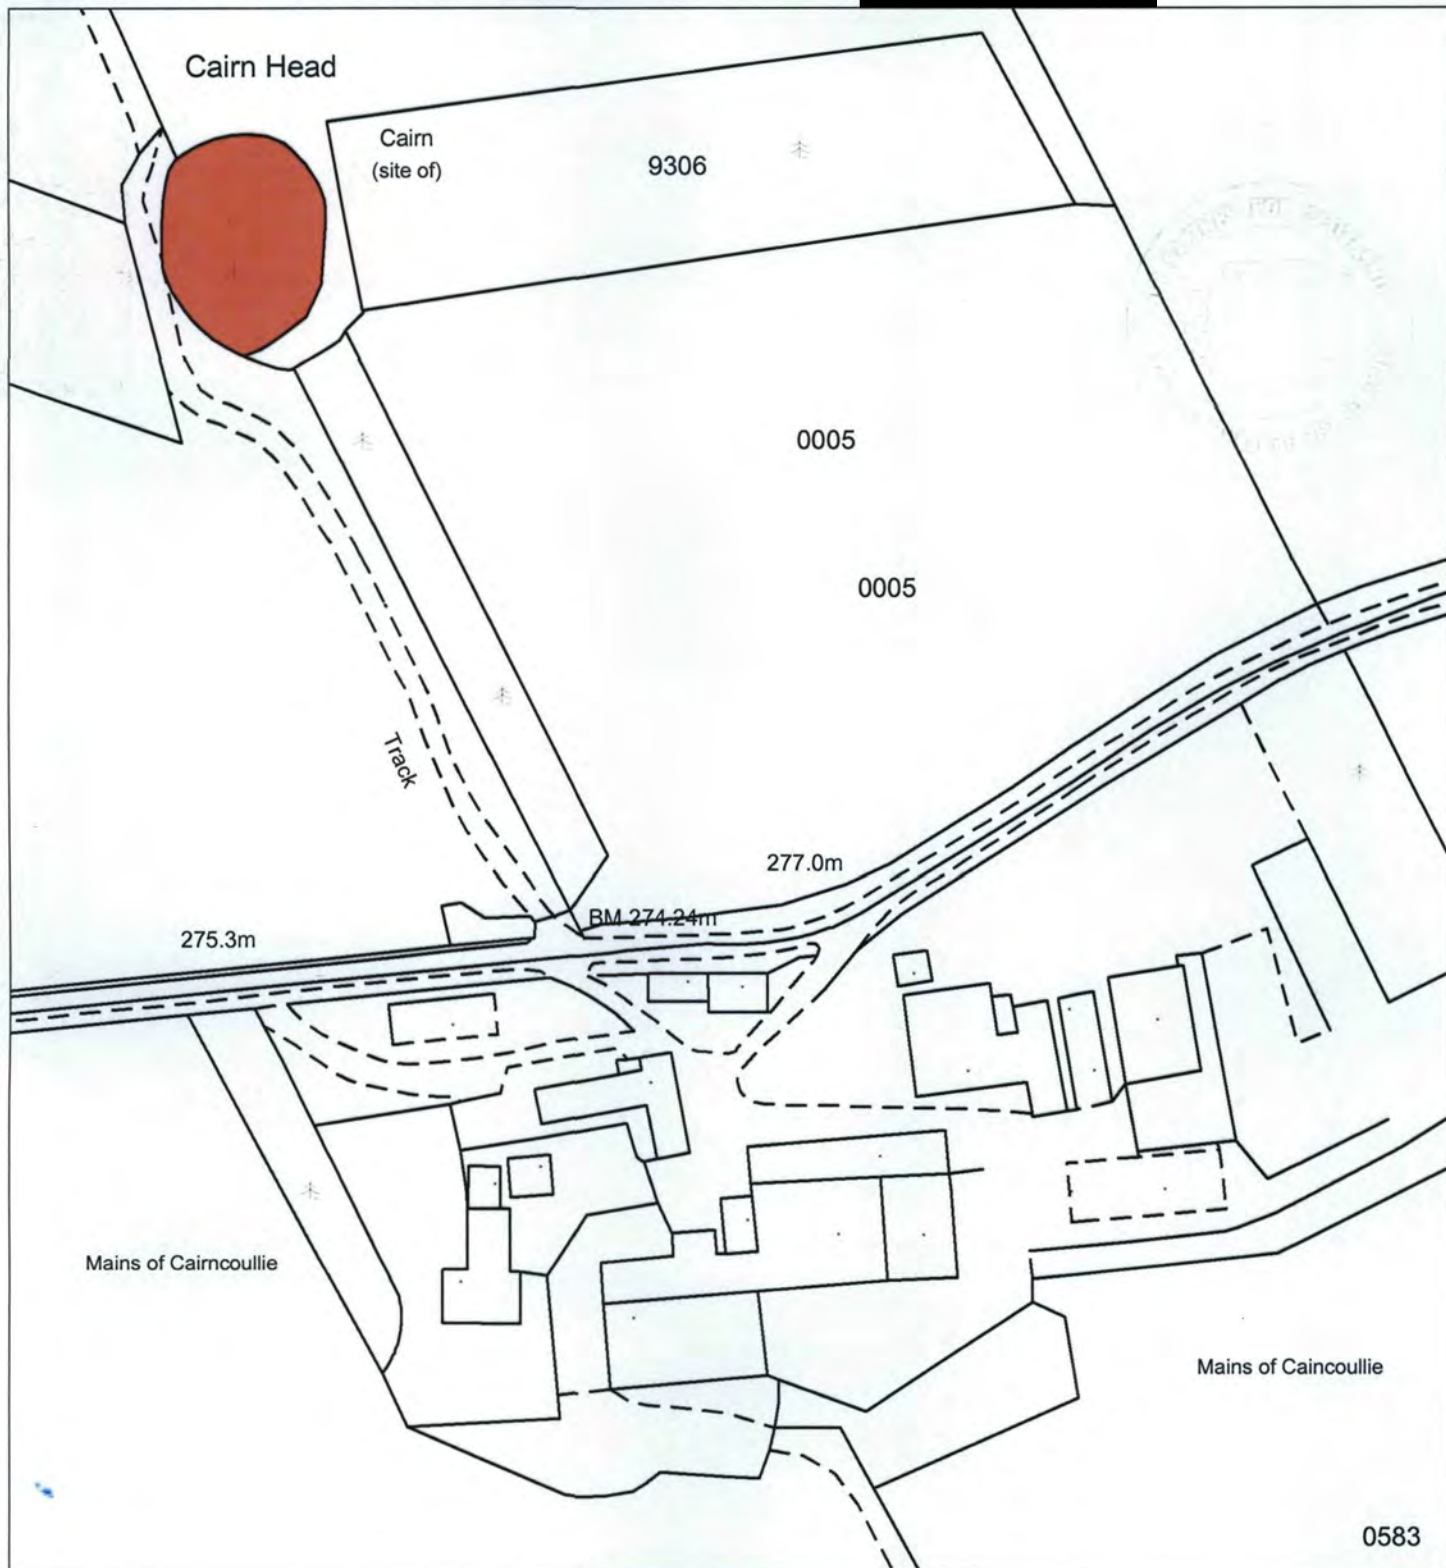 Cairn Head
Cairn
(site of)
9306
0005
0005
Track
277.0m
BM 274.24m
275.3m
Mains of Cairncoullie
Mains of Caincoullie
0583